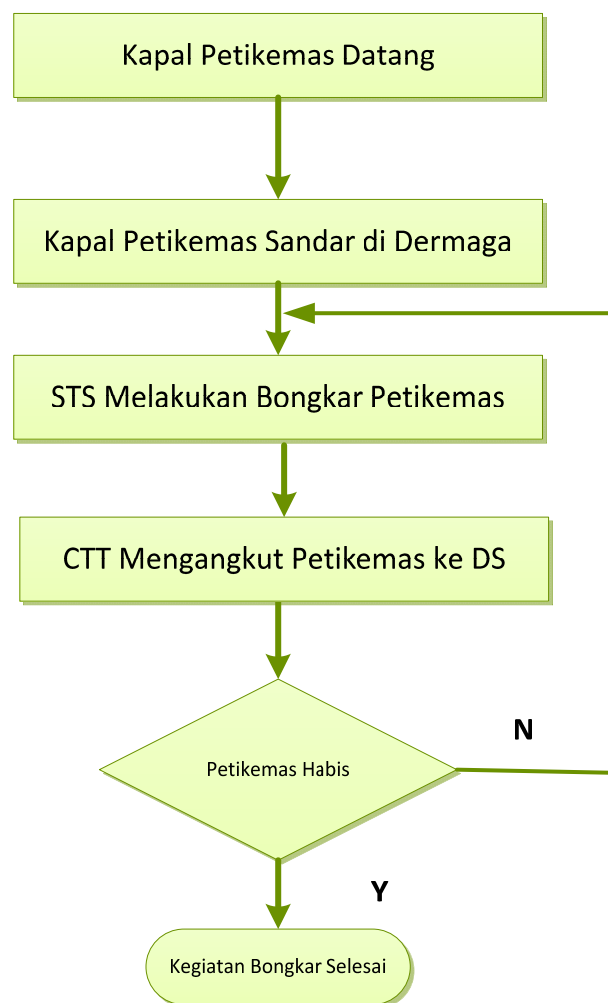 Kapal Petikemas Datang
Kapal Petikemas Sandar di Dermaga
STS Melakukan Bongkar Petikemas
CTT Mengangkut Petikemas ke DS
N
Petikemas Habis
Y
Kegiatan Bongkar Selesai